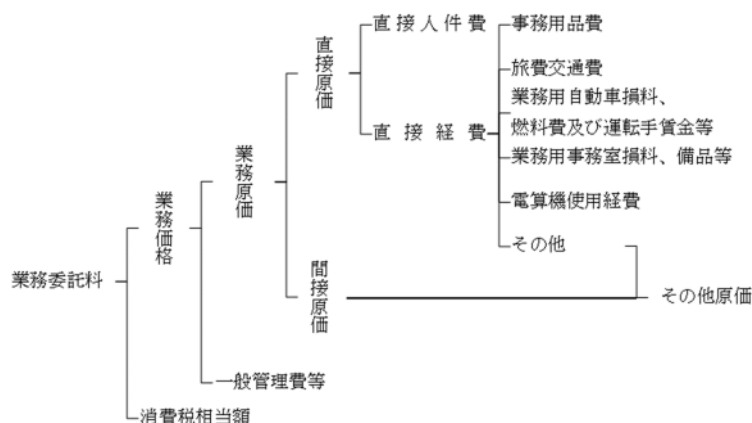 直接人件費
事務用品費
旅費交通費
業務用自動車損料、
燃料費及び運転手賃金等
直接経費
業務用事務室損料、備品等
電算機使用経費
その他
直接原価
業務原価
業務価格
業務委託料
間接原価
その他原価
一般管理費等
消費税相当額